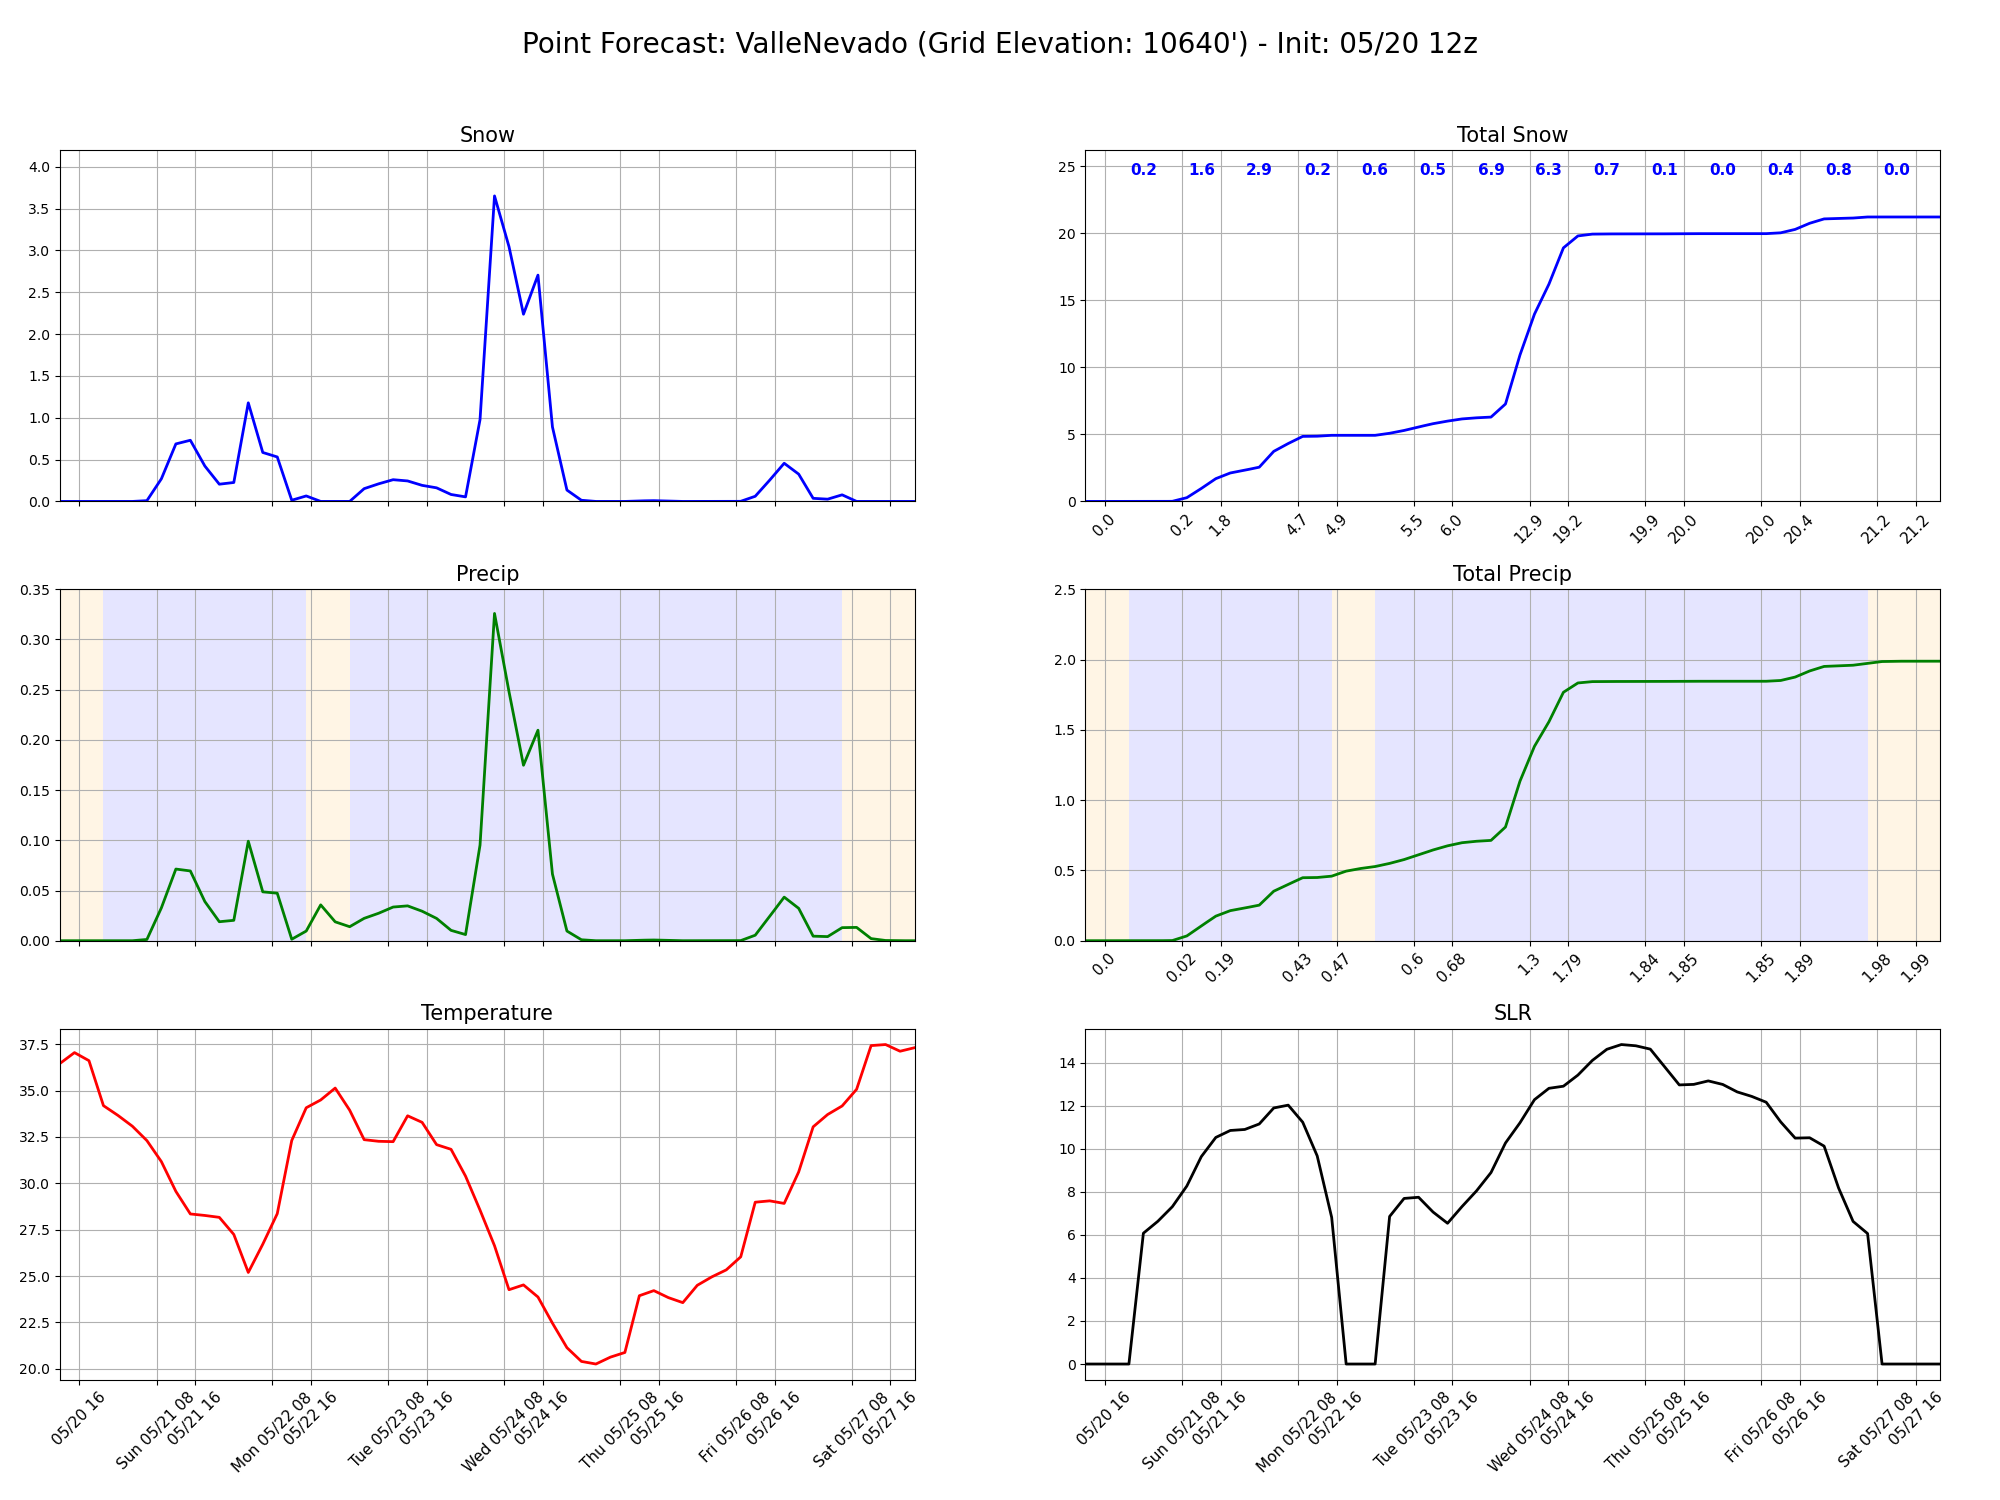 Point Forecast: ValleNevado (Grid Elevation: 10640') - Init: 05/20 12z
Snow
4.0
3.5
3.0
2.5
2.0
1.5
1.0
0.5
0.0
Total Snow
0.2 1.6 2.9 0.2 0.6 0.5 6.9 6.3 0.7 0.1 0.0 0.4 0.8 0.0
25
20
15
10
5
0
0.0 0.2 1.8 4.7 4.9 5.5 6.0 12.9 19.2 19.9 20.0 20.0 20.4 21.2 21.2
Precip
0.35
0.30
0.25
0.20
0.15
0.10
0.05
0.00
Total Precip
2.5
2.0
1.5
1.0
0.5
0.0
0.0 0.02 0.19 0.43 0.47 0.6 0.68 1.3 1.79 1.84 1.85 1.85 1.89 1.98 1.99
Temperature
37.5
35.0
32.5
30.0
27.5
25.0
22.5
20.0
05/20 16
Sun 05/21 08
05/21 16
Mon 05/22 08
05/22 16
Tue 05/23 08
05/23 16
Wed 05/24 08
05/24 16
Thu 05/25 08
05/25 16
Fri 05/26 08
05/26 16
Sat 05/27 08
05/27 16
SLR
14
12
10
8
6
4
2
0
05/20 16
Sun 05/21 08
05/21 16
Mon 05/22 08
05/22 16
Tue 05/23 08
05/23 16
Wed 05/24 08
05/24 16
Thu 05/25 08
05/25 16
Fri 05/26 08
05/26 16
Sat 05/27 08
05/27 16